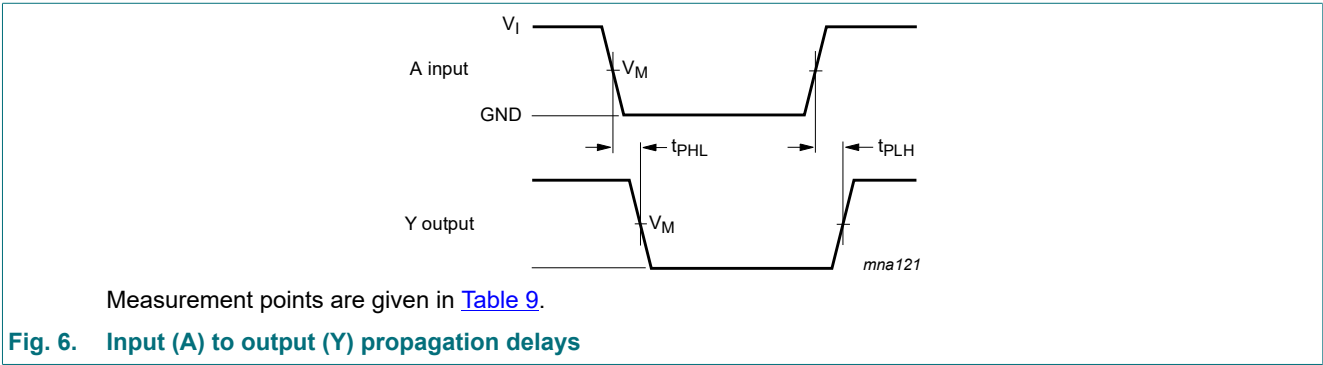 VI
A input
VM
GND
tPHL
tPLH
Y output
VM
mna121
Measurement points are given in Table 9.
Fig. 6. Input (A) to output (Y) propagation delays